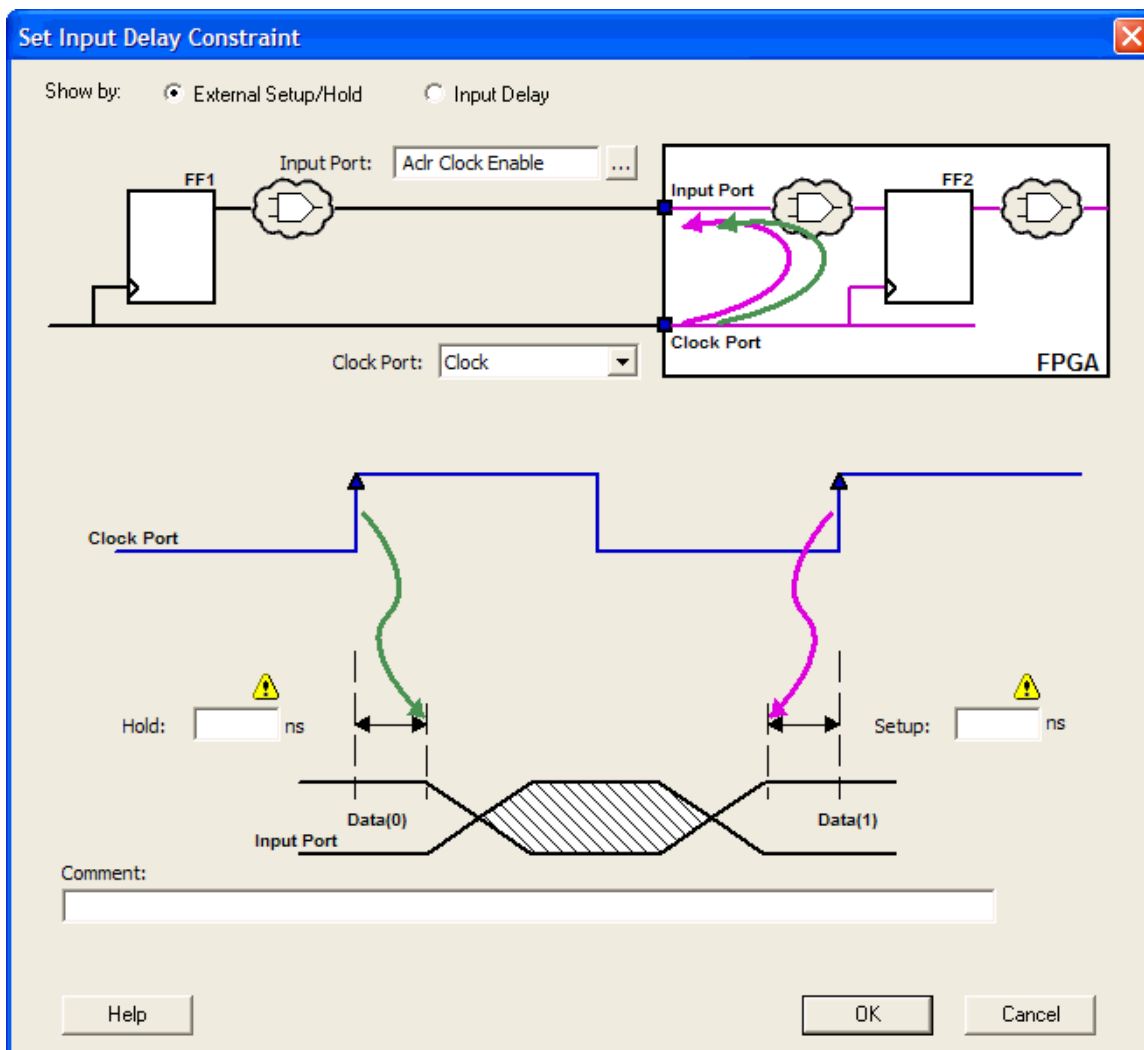 Set Input Delay Constraint
Show by: External Setup/Hold Input Delay
Input Port: Aclr Clock Enable ...
FF1
Input Port
FF2
Clock Port
Clock Port: Clock
FPGA
Clock Port
Hold: ns
Setup: ns
Data(0)
Data(1)
Input Port
Comment:
Help OK Cancel